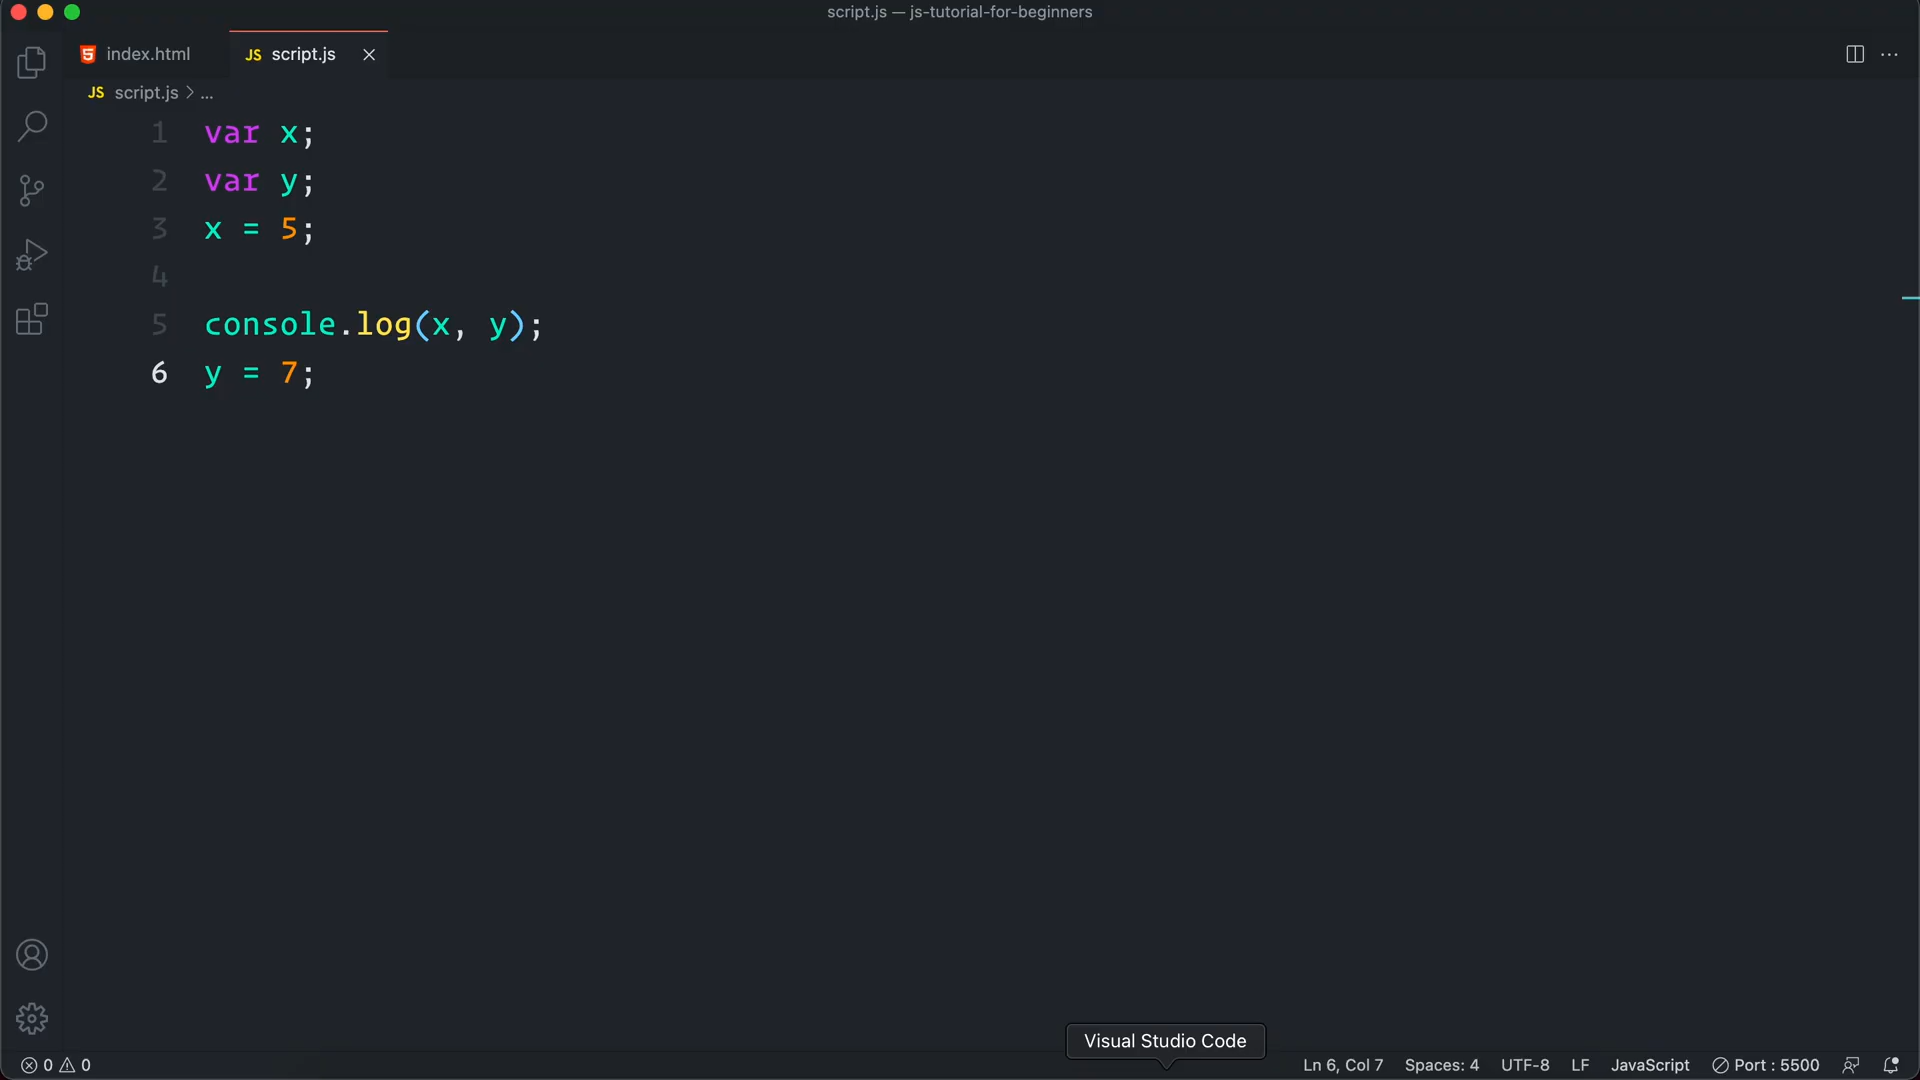 script.js — js-tutorial-for-beginners
index.html
JS script.js
JS script.js > ...
1 var x;
2 var y;
3 x = 5;
4
5 console.log(x, y);
6 y = 7;
Visual Studio Code
0 0 Ln 6, Col 7 Spaces: 4 UTF-8 LF JavaScript Port : 5500